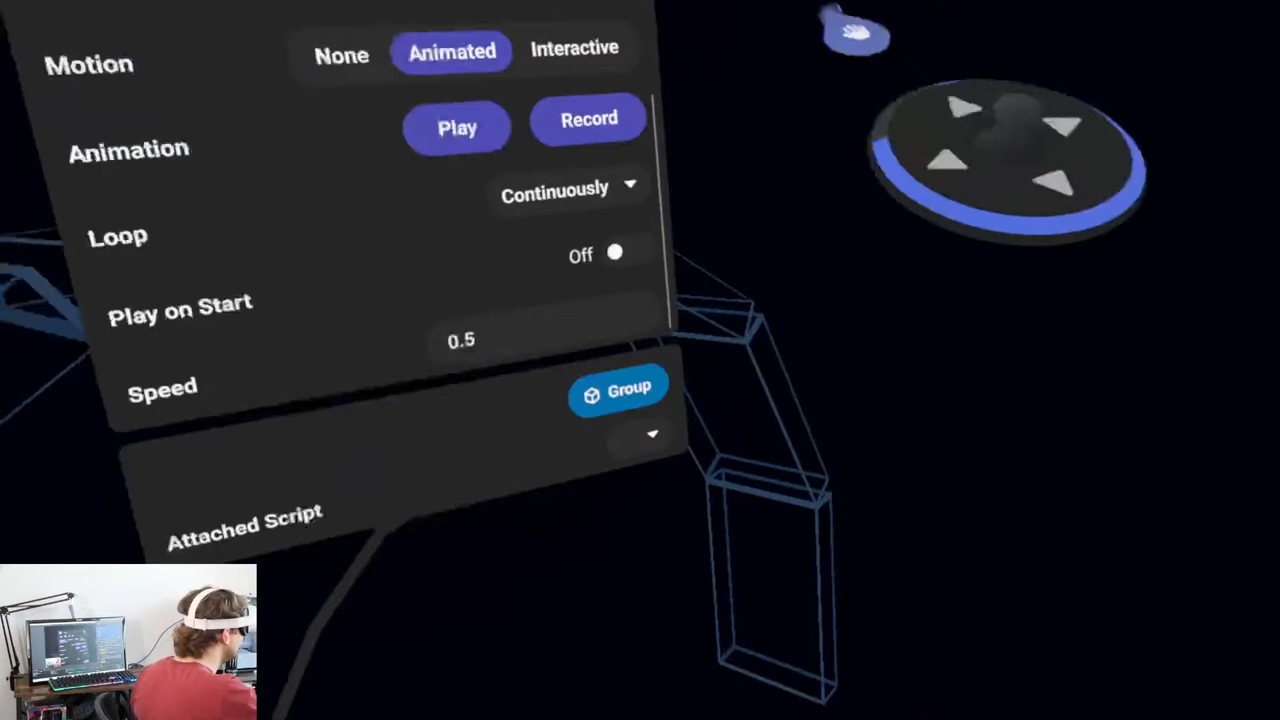 Motion None Animated Interactive
Animation Play Record
Loop Continuously
Play on Start Off
Speed 0.5
Group
Attached Script